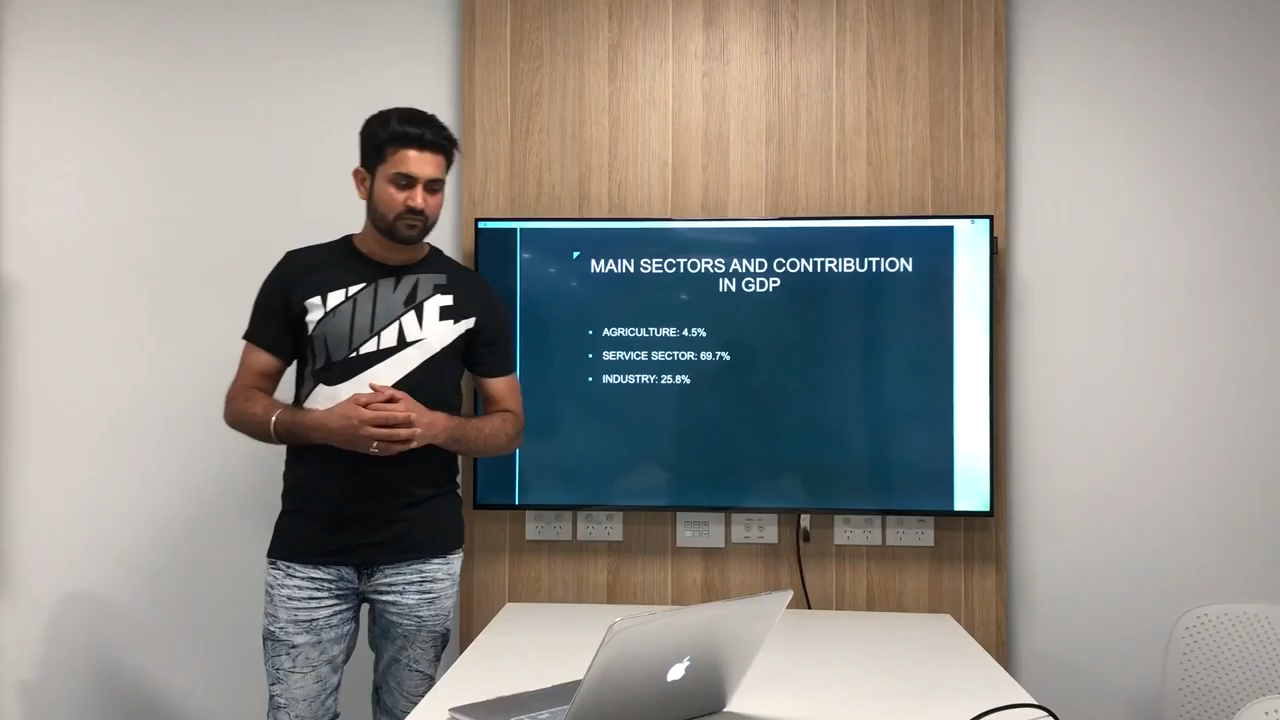 NIKE
MAIN SECTORS AND CONTRIBUTION
IN GDP
AGRICULTURE: 4.5%
SERVICE SECTOR: 69.7%
INDUSTRY: 25.8%